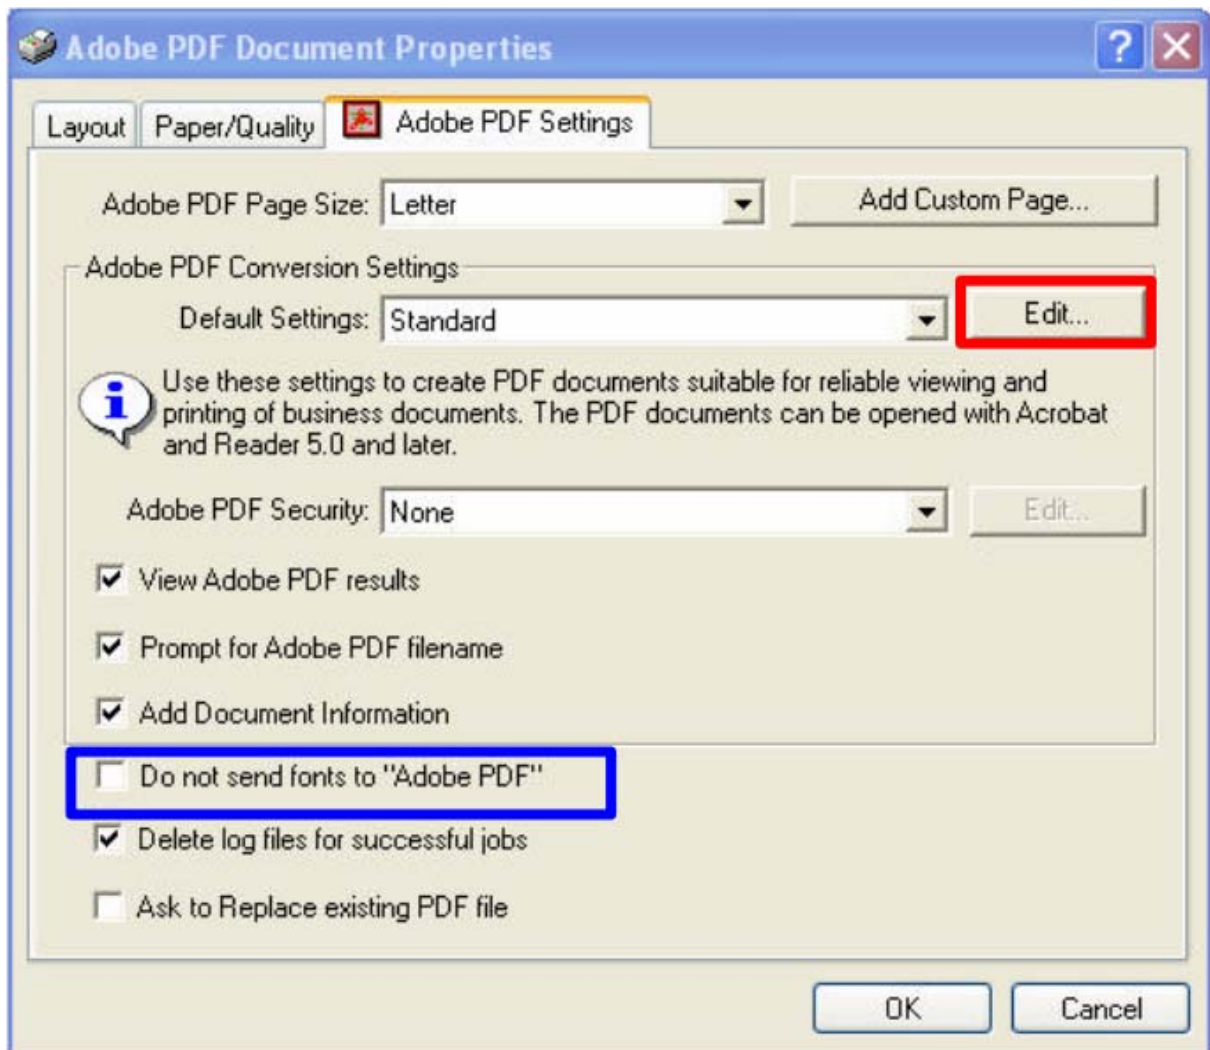 Adobe PDF Document Properties
Layout
Paper/Quality
Adobe PDF Settings
Adobe PDF Page Size: Letter
Add Custom Page...
Adobe PDF Conversion Settings
Default Settings: Standard
Edit...
Use these settings to create PDF documents suitable for reliable viewing and
printing of business documents. The PDF documents can be opened with Acrobat
and Reader 5.0 and later.
Adobe PDF Security: None
Edit...
View Adobe PDF results
Prompt for Adobe PDF filename
Add Document Information
Do not send fonts to "Adobe PDF"
Delete log files for successful jobs
Ask to Replace existing PDF file
OK
Cancel